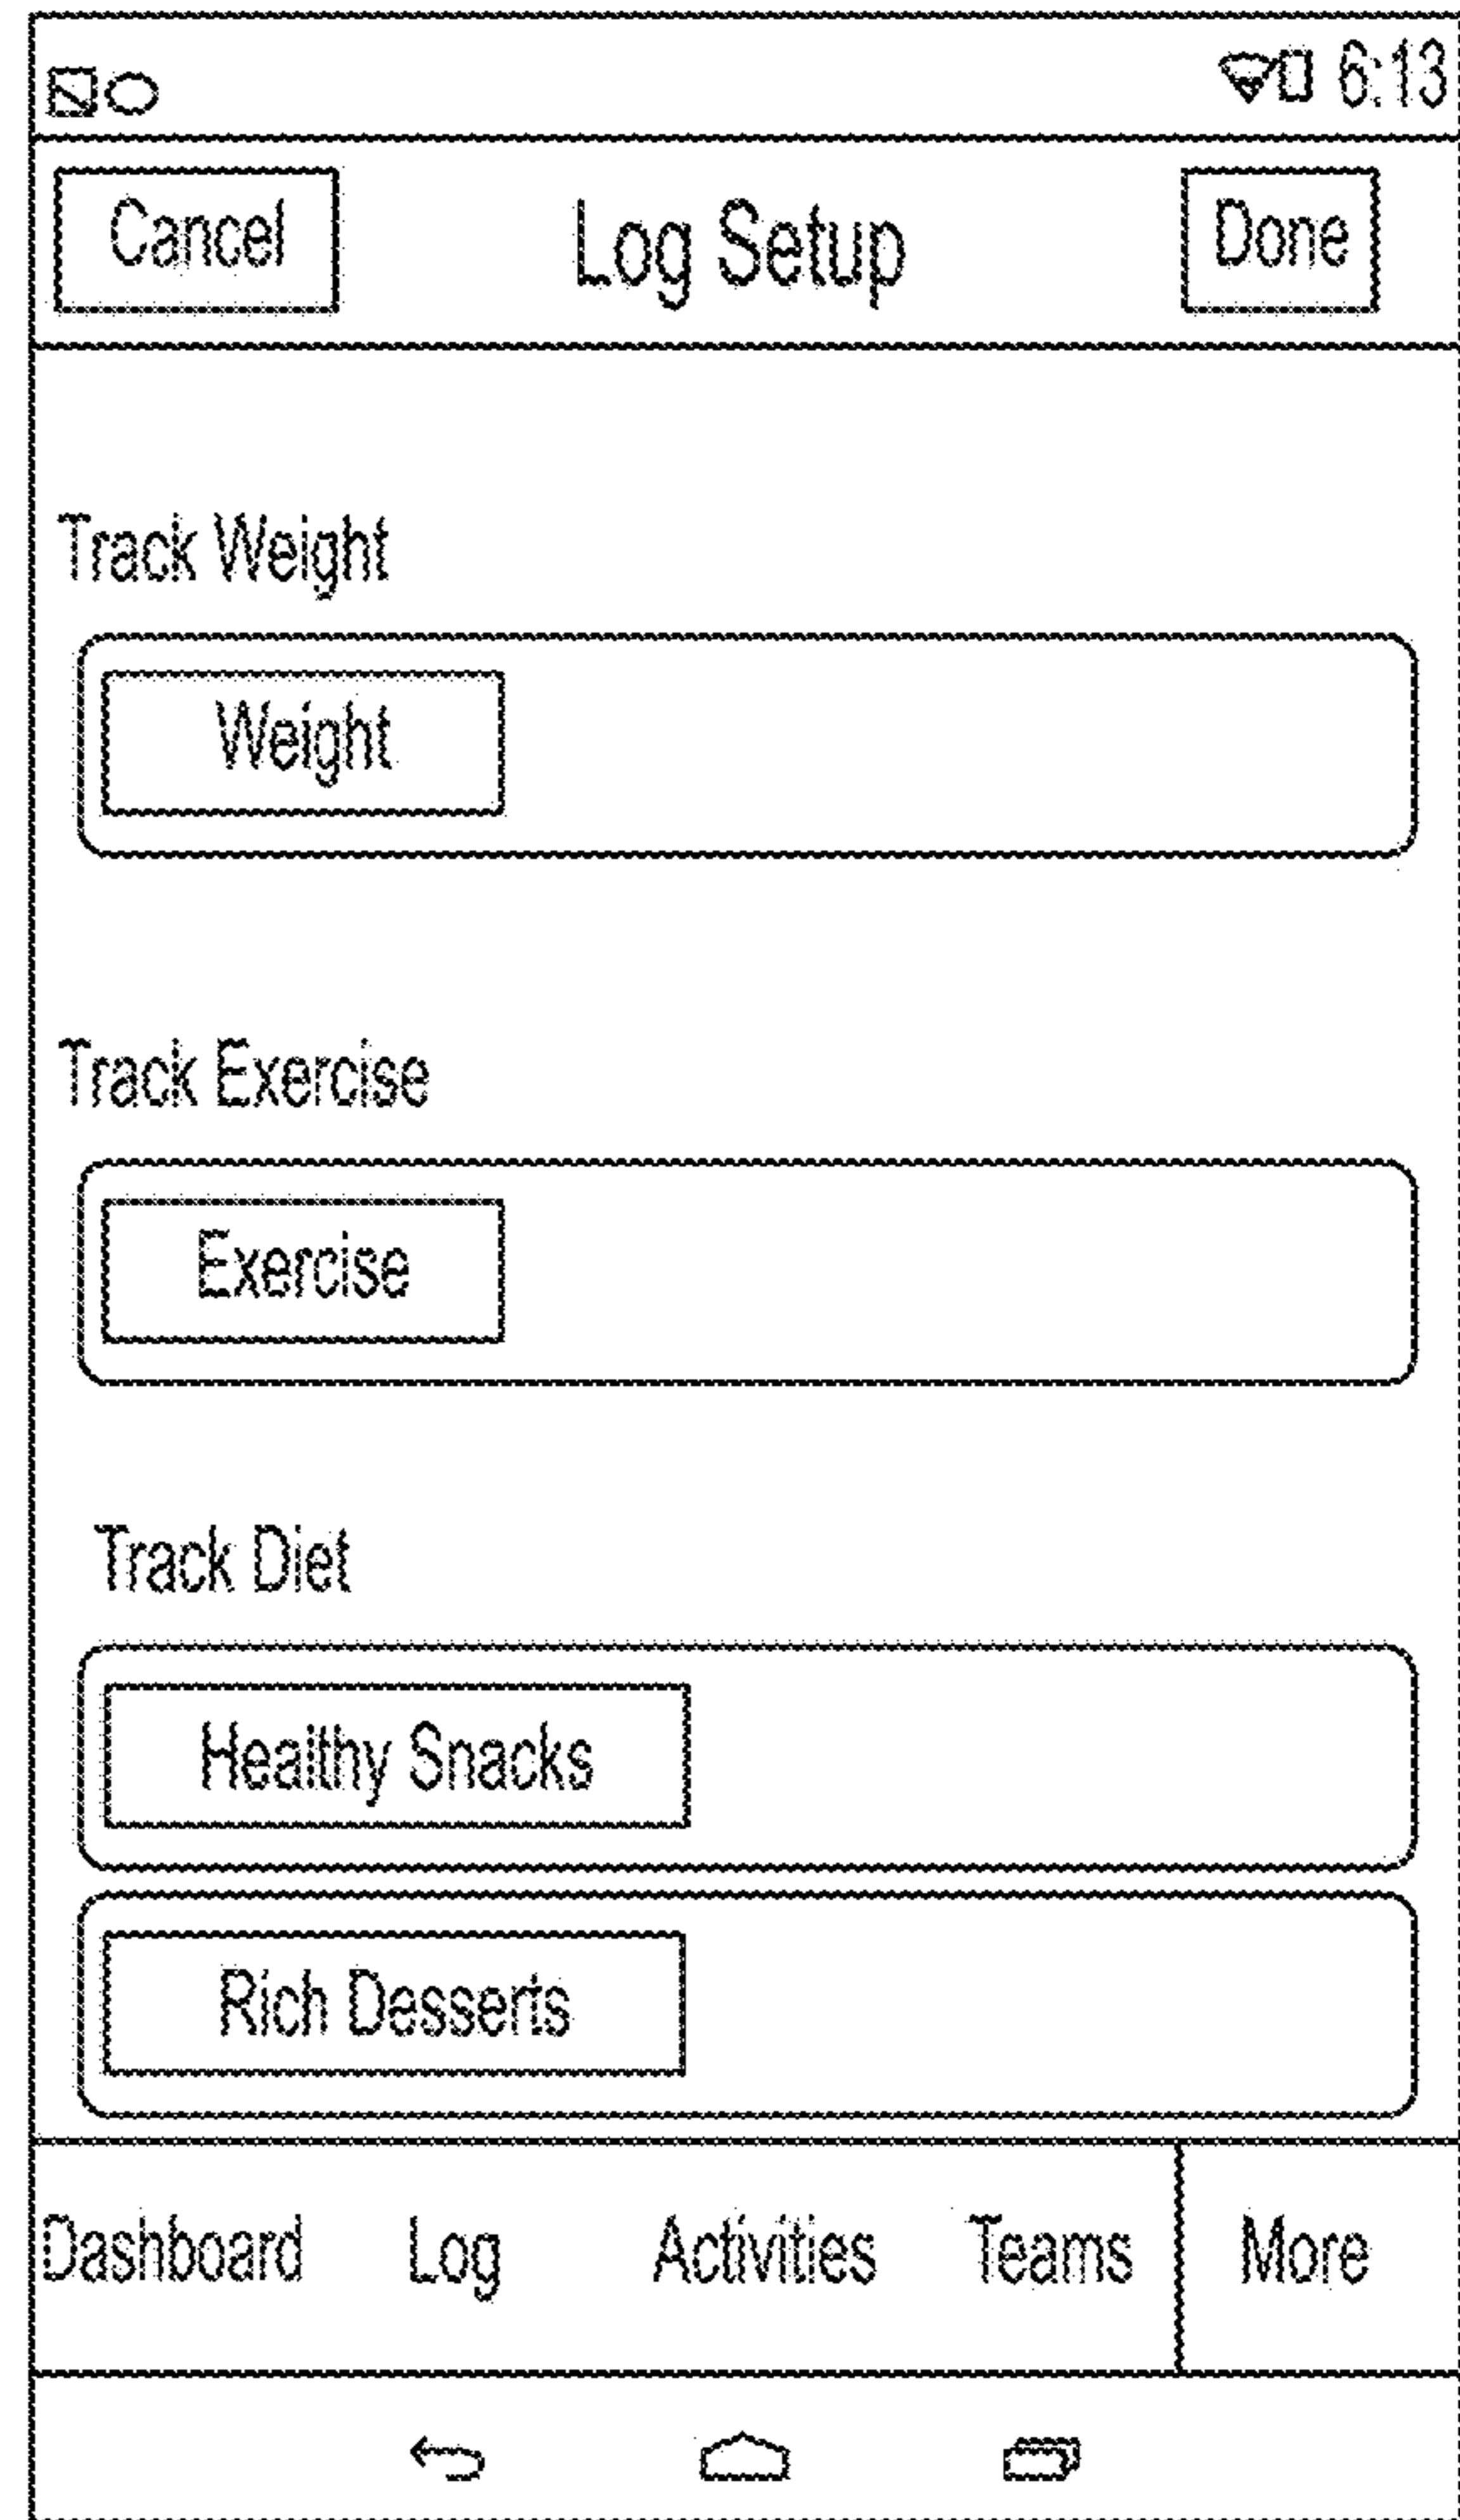 6:13
Cancel Log Setup Done
Track Weight
Weight
Track Exercise
Exercise
Track Diet
Healthy Snacks
Rich Desserts
Dashboard Log Activities Teams More